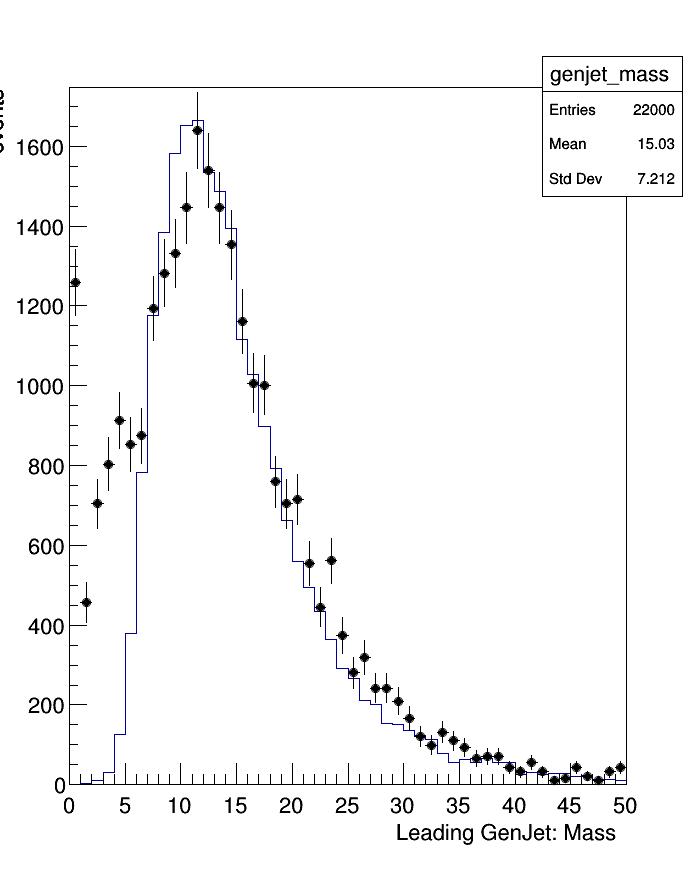 genjet_mass
Entries 22000
Mean 15.03
Std Dev 7.212
events
1600
1400
1200
1000
800
600
400
200
0
0 5 10 15 20 25 30 35 40 45 50
Leading GenJet: Mass